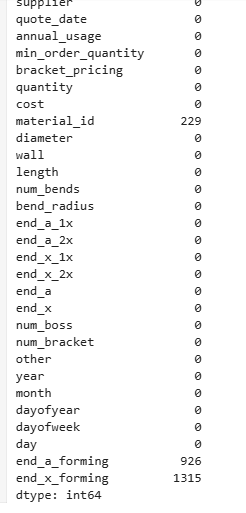 supplier 0
quote_date 0
annual_usage 0
min_order_quantity 0
bracket_pricing 0
quantity 0
cost 0
material_id 229
diameter 0
wall 0
length 0
num_bends 0
bend_radius 0
end_a_1x 0
end_a_2x 0
end_x_1x 0
end_x_2x 0
end_a 0
end_x 0
num_boss 0
num_bracket 0
other 0
year 0
month 0
dayofyear 0
dayofweek 0
day 0
end_a_forming 926
end_x_forming 1315
dtype: int64